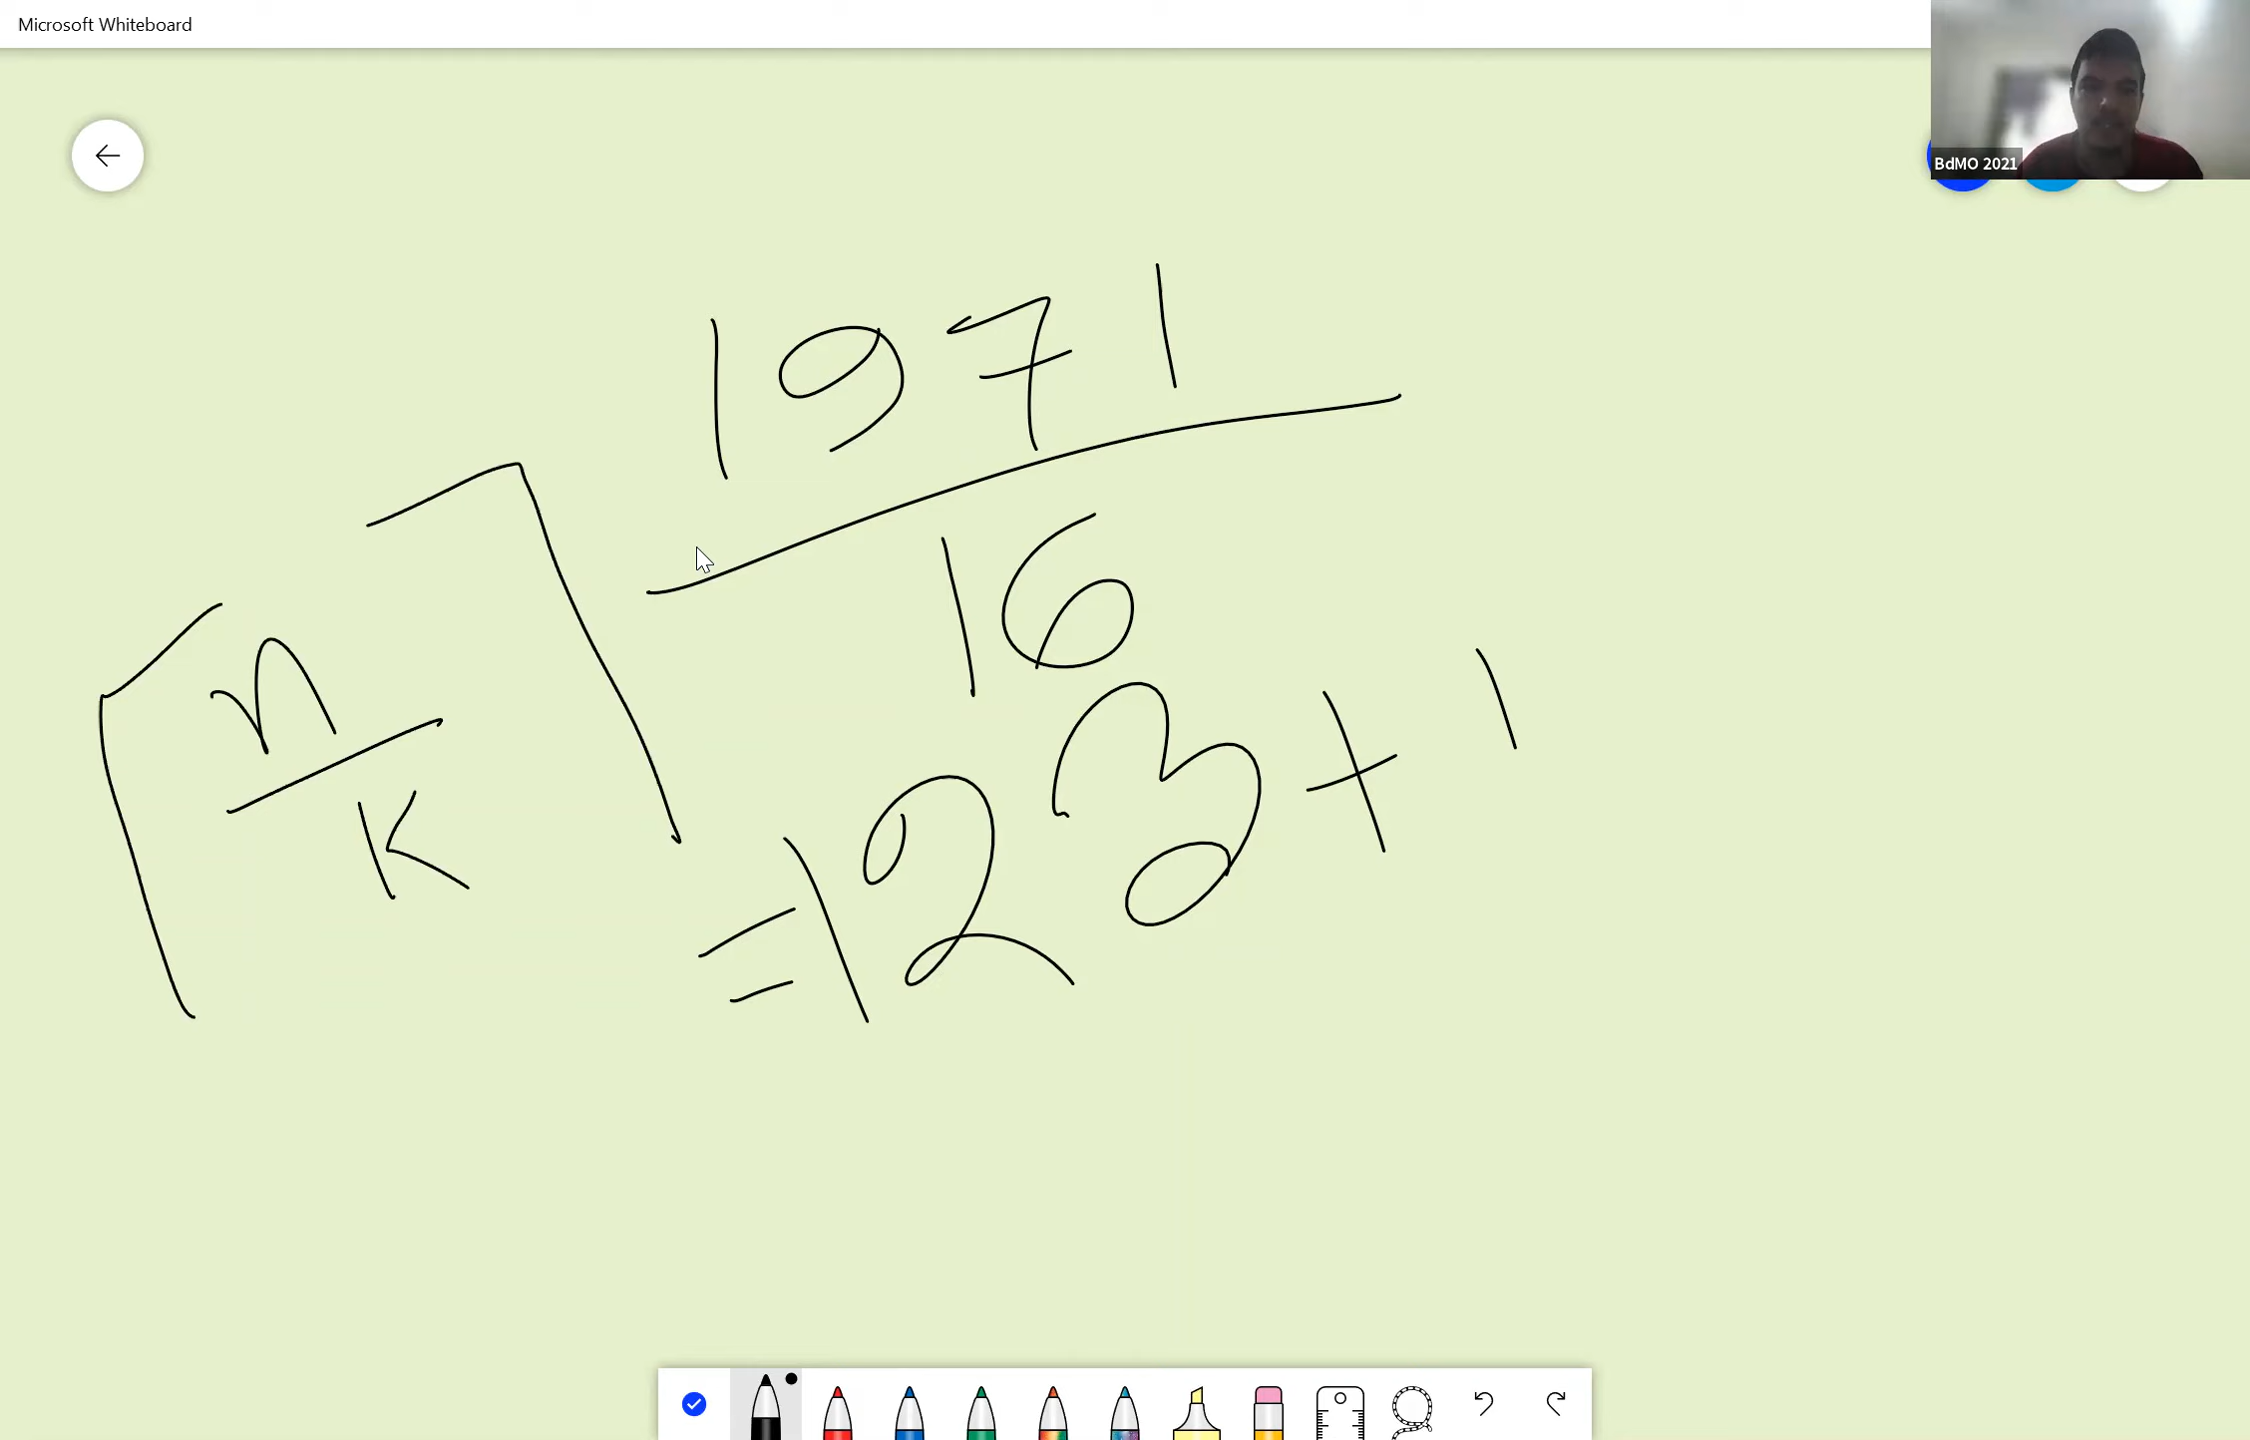 Microsoft Whiteboard
BdMO 2021
1971
16
⌈n/k⌉
=123+1